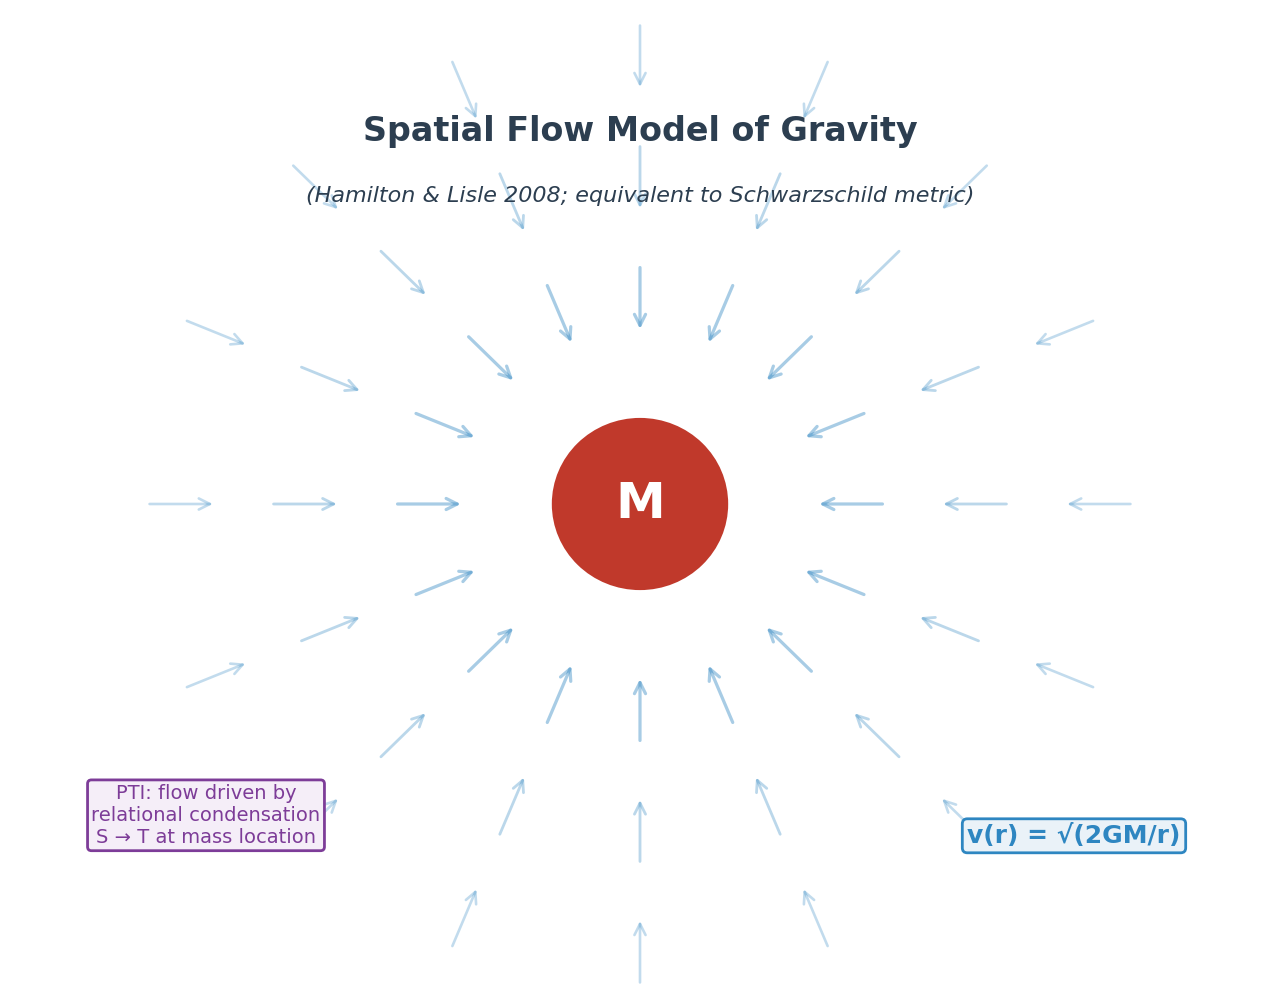 Spatial Flow Model of Gravity
(Hamilton & Lisle 2008; equivalent to Schwarzschild metric)
M
PTI: flow driven by
relational condensation
S → T at mass location
v(r) = √(2GM/r)